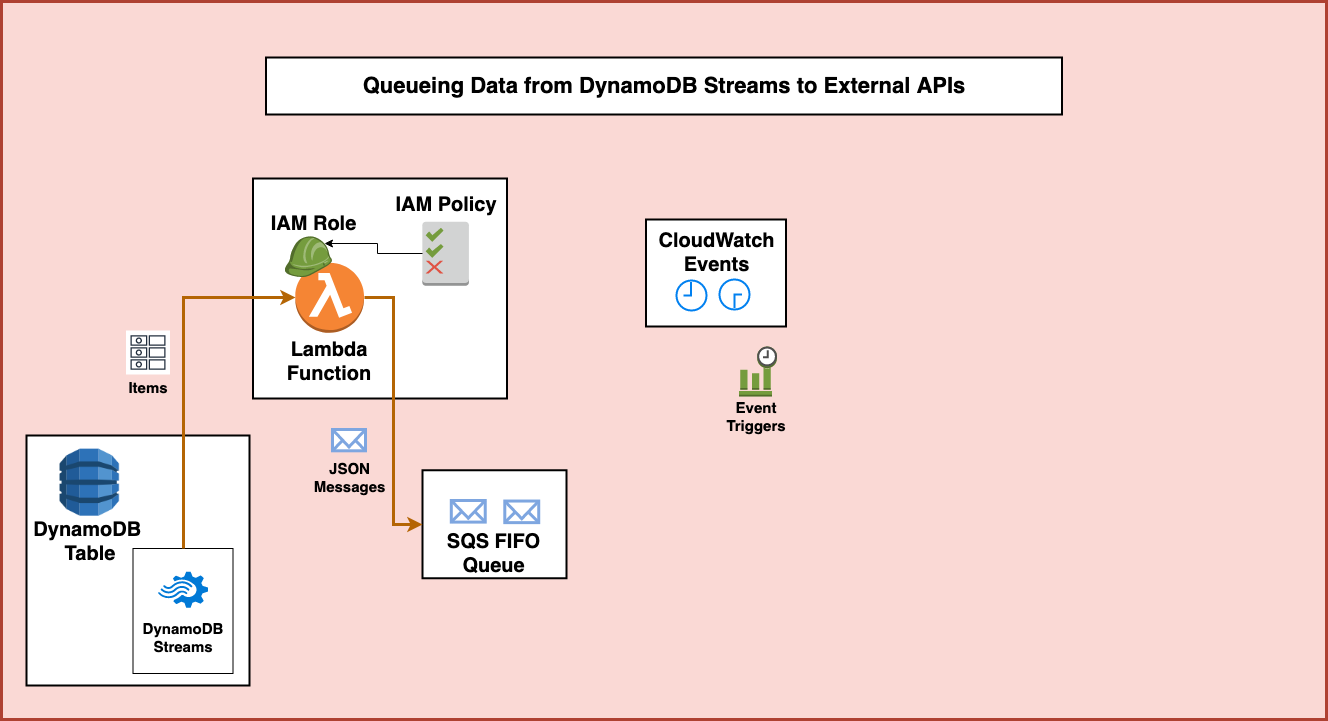 Queueing Data from DynamoDB Streams to External APIs
IAM Policy
IAM Role
Lambda
Function
CloudWatch
Events
Items
Event
Triggers
JSON
Messages
DynamoDB
Table
SQS FIFO
Queue
DynamoDB
Streams